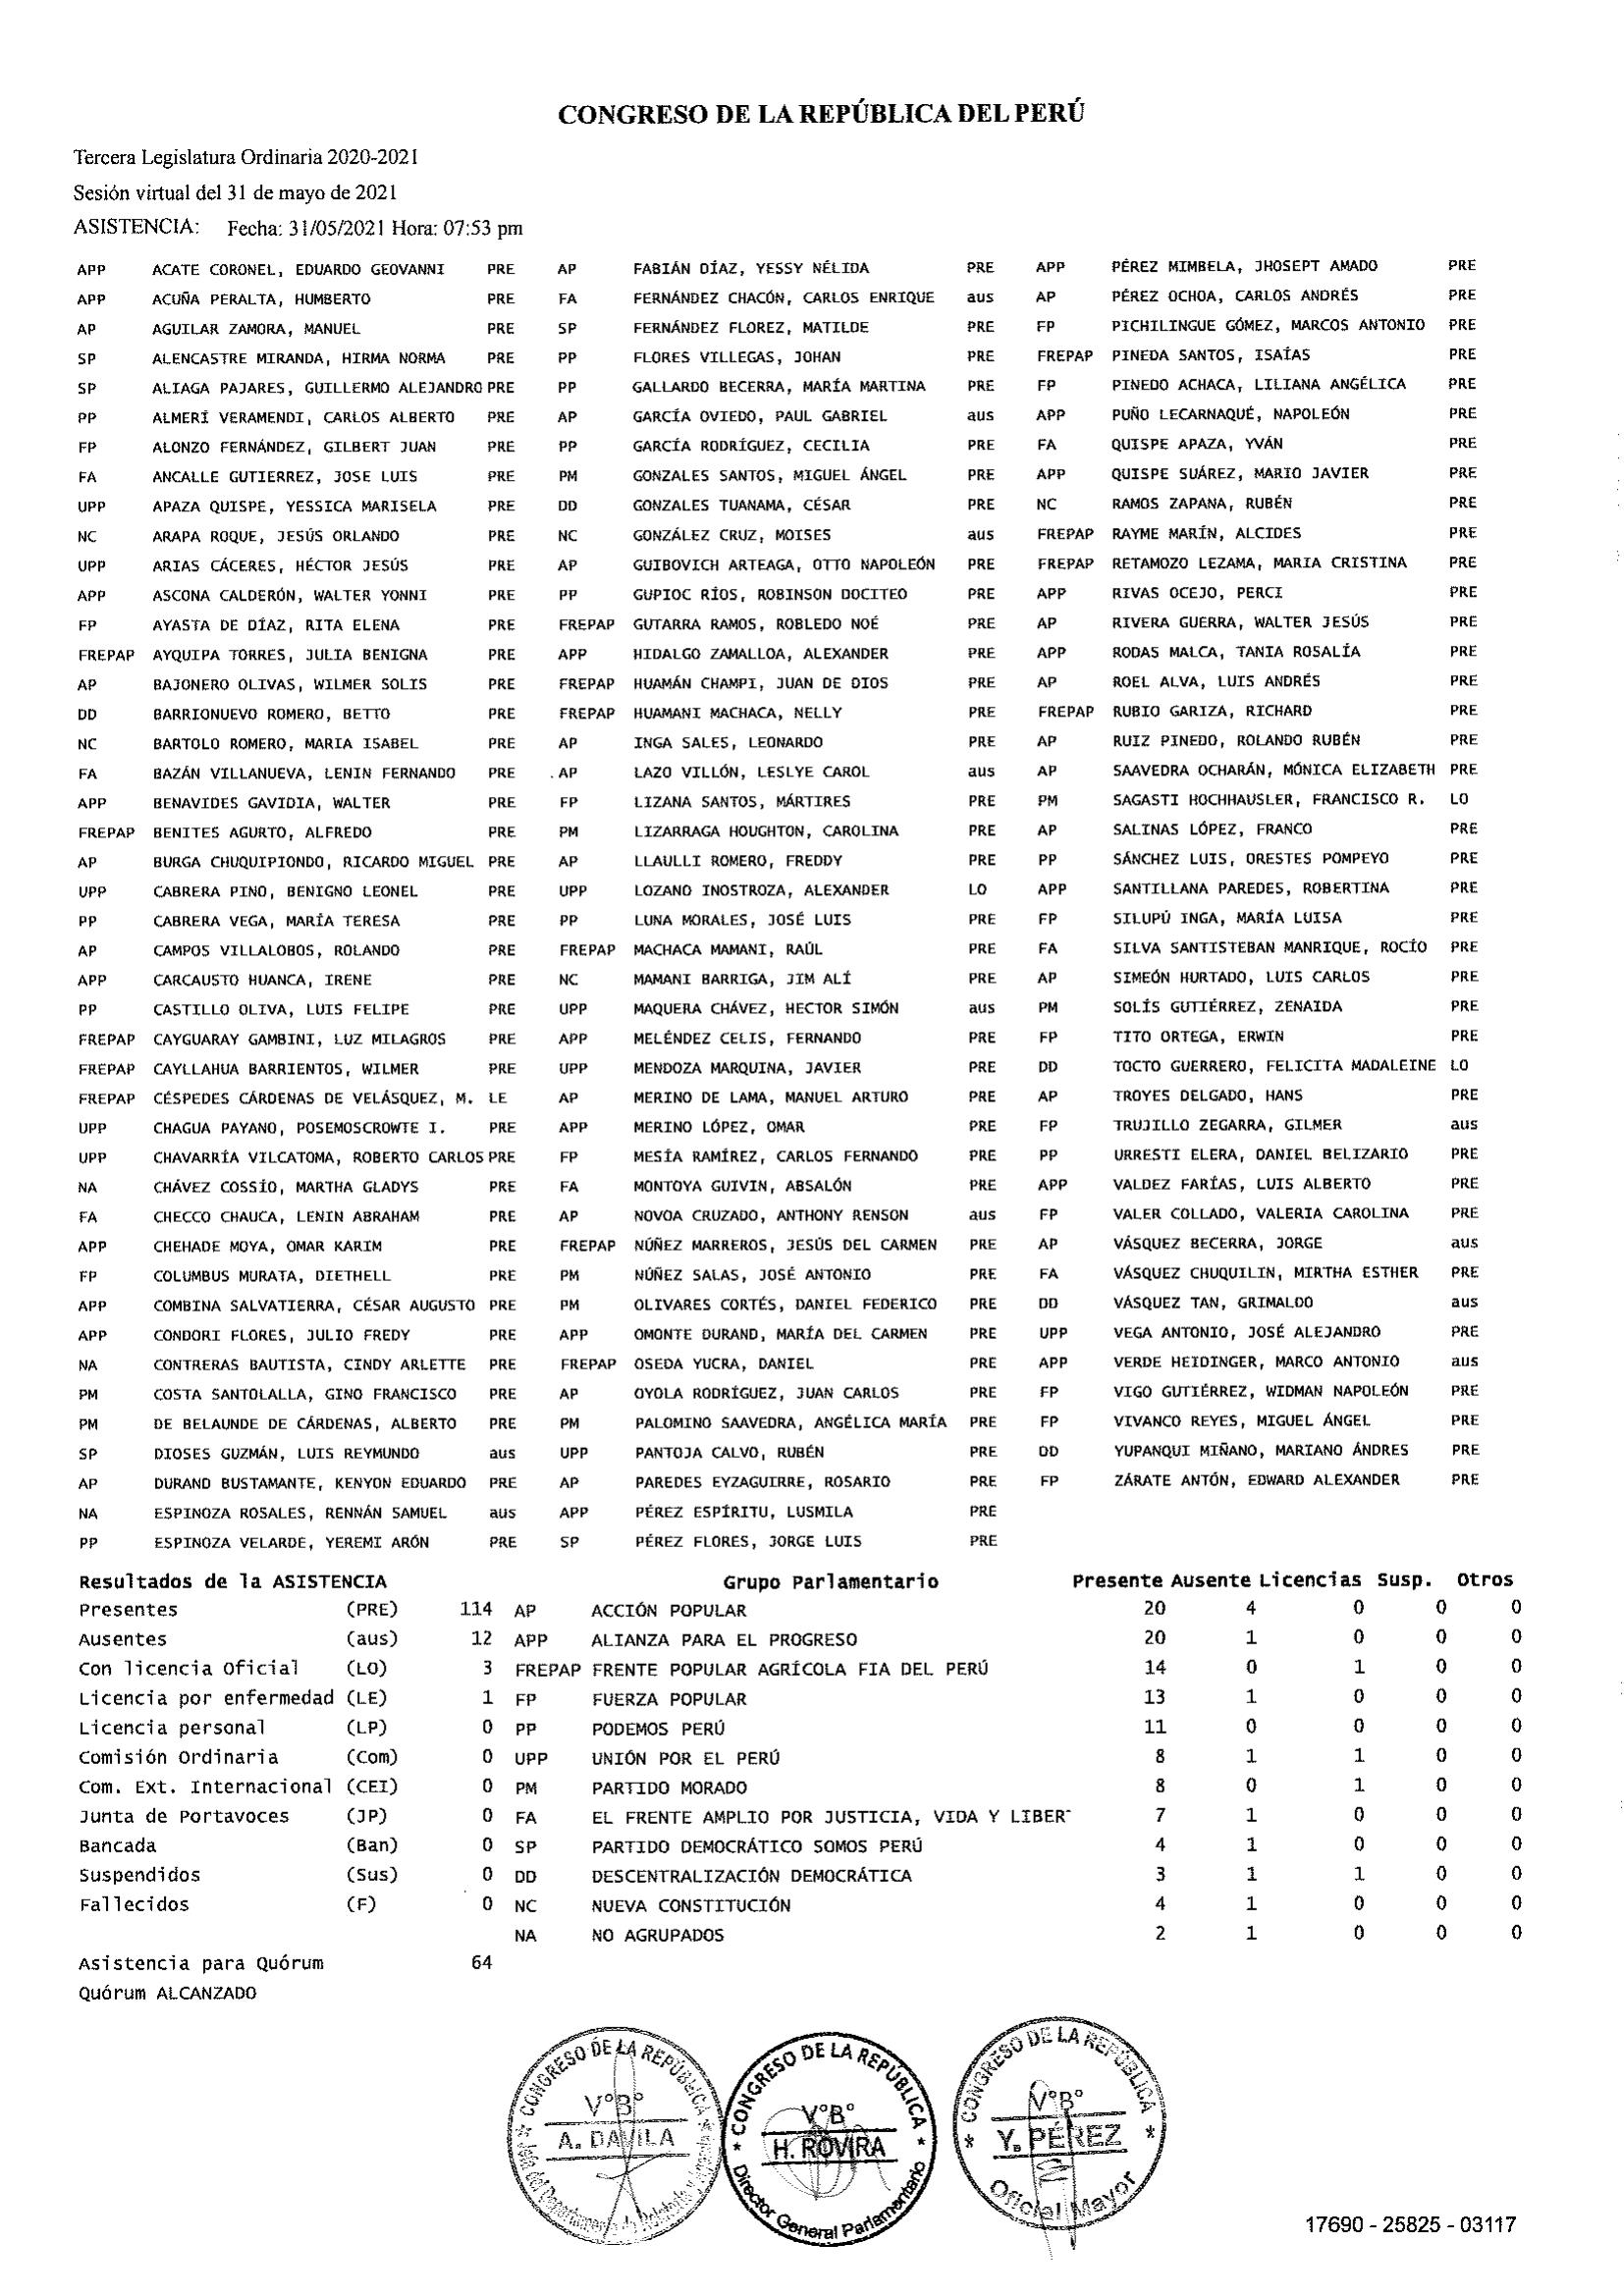 CONGRESO DE LA REPÚBLICA DEL PERÚ
Tercera Legislatura Ordinaria 2020-2021
Sesión virtual del 31 de mayo de 2021
ASISTENCIA: Fecha: 31/05/2021 Hora: 07:53 pm
APP ACATE CORONEL, EDUARDO GEOVANNI PRE AP FABIÁN DÍAZ, YESSY NÉLIDA PRE APP PÉREZ MIMBELA, JHOSEPT AMADO PRE
APP ACUÑA PERALTA, HUMBERTO PRE FA FERNÁNDEZ CHACÓN, CARLOS ENRIQUE aus AP PÉREZ OCHOA, CARLOS ANDRÉS PRE
AP AGUILAR ZAMORA, MANUEL PRE SP FERNÁNDEZ FLOREZ, MATILDE PRE FP PICHILINGUE GÓMEZ, MARCOS ANTONIO PRE
SP ALENCASTRE MIRANDA, HIRMA NORMA PRE PP FLORES VILLEGAS, JOHAN PRE FREPAP PINEDA SANTOS, ISAÍAS PRE
SP ALIAGA PAJARES, GUILLERMO ALEJANDRO PRE PP GALLARDO BECERRA, MARÍA MARTINA PRE FP PINEDO ACHACA, LILIANA ANGÉLICA PRE
PP ALMERÍ VERAMENDI, CARLOS ALBERTO PRE AP GARCÍA OVIEDO, PAUL GABRIEL aus APP PUÑO LECARNAQUÉ, NAPOLEÓN PRE
FP ALONZO FERNÁNDEZ, GILBERT JUAN PRE PP GARCÍA RODRÍGUEZ, CECILIA PRE FA QUISPE APAZA, YVÁN PRE
FA ANCALLE GUTIERREZ, JOSE LUIS PRE PM GONZALES SANTOS, MIGUEL ÁNGEL PRE APP QUISPE SUÁREZ, MARIO JAVIER PRE
UPP APAZA QUISPE, YESSICA MARISELA PRE DD GONZALES TUANAMA, CÉSAR PRE NC RAMOS ZAPANA, RUBÉN PRE
NC ARAPA ROQUE, JESÚS ORLANDO PRE NC GONZÁLEZ CRUZ, MOISES aus FREPAP RAYME MARÍN, ALCIDES PRE
UPP ARIAS CÁCERES, HÉCTOR JESÚS PRE AP GUIBOVICH ARTEAGA, OTTO NAPOLEÓN PRE FREPAP RETAMOZO LEZAMA, MARIA CRISTINA PRE
APP ASCONA CALDERÓN, WALTER YONNI PRE PP GUPIOC RÍOS, ROBINSON DOCITEO PRE APP RIVAS OCEJO, PERCI PRE
FP AYASTA DE DÍAZ, RITA ELENA PRE FREPAP GUTARRA RAMOS, ROBLEDO NOÉ PRE AP RIVERA GUERRA, WALTER JESÚS PRE
FREPAP AYQUIPA TORRES, JULIA BENIGNA PRE APP HIDALGO ZAMALLOA, ALEXANDER PRE APP RODAS MALCA, TANIA ROSALÍA PRE
AP BAJONERO OLIVAS, WILMER SOLIS PRE FREPAP HUAMÁN CHAMPI, JUAN DE DIOS PRE AP ROEL ALVA, LUIS ANDRÉS PRE
DD BARRIONUEVO ROMERO, BETTO PRE FREPAP HUAMANI MACHACA, NELLY PRE FREPAP RUBIO GARIZA, RICHARD PRE
NC BARTOLO ROMERO, MARIA ISABEL PRE AP INGA SALES, LEONARDO PRE AP RUIZ PINEDO, ROLANDO RUBÉN PRE
FA BAZÁN VILLANUEVA, LENIN FERNANDO PRE AP LAZO VILLÓN, LESLYE CAROL aus AP SAAVEDRA OCHARÁN, MÓNICA ELIZABETH PRE
APP BENAVIDES GAVIDIA, WALTER PRE FP LIZANA SANTOS, MÁRTIRES PRE PM SAGASTI HOCHHAUSLER, FRANCISCO R. LO
FREPAP BENITES AGURTO, ALFREDO PRE PM LIZARRAGA HOUGHTON, CAROLINA PRE AP SALINAS LÓPEZ, FRANCO PRE
AP BURGA CHUQUIPIONDO, RICARDO MIGUEL PRE AP LLAULLI ROMERO, FREDDY PRE PP SÁNCHEZ LUIS, ORESTES POMPEYO PRE
UPP CABRERA PINO, BENIGNO LEONEL PRE UPP LOZANO INOSTROZA, ALEXANDER LO APP SANTILLANA PAREDES, ROBERTINA PRE
PP CABRERA VEGA, MARÍA TERESA PRE PP LUNA MORALES, JOSÉ LUIS PRE FP SILUPÚ INGA, MARÍA LUISA PRE
AP CAMPOS VILLALOBOS, ROLANDO PRE FREPAP MACHACA MAMANI, RAÚL PRE FA SILVA SANTISTEBAN MANRIQUE, ROCÍO PRE
APP CARCAUSTO HUANCA, IRENE PRE NC MAMANI BARRIGA, JIM ALÍ PRE AP SIMEÓN HURTADO, LUIS CARLOS PRE
PP CASTILLO OLIVA, LUIS FELIPE PRE UPP MAQUERA CHÁVEZ, HECTOR SIMÓN aus PM SOLÍS GUTIÉRREZ, ZENAIDA PRE
FREPAP CAYGUARAY GAMBINI, LUZ MILAGROS PRE APP MELÉNDEZ CELIS, FERNANDO PRE FP TITO ORTEGA, ERWIN PRE
FREPAP CAYLLAHUA BARRIENTOS, WILMER PRE UPP MENDOZA MARQUINA, JAVIER PRE DD TOCTO GUERRERO, FELICITA MADALEINE LO
FREPAP CÉSPEDES CÁRDENAS DE VELÁSQUEZ, M. LE AP MERINO DE LAMA, MANUEL ARTURO PRE AP TROYES DELGADO, HANS PRE
UPP CHAGUA PAYANO, POSEMOSCROWTE I. PRE APP MERINO LÓPEZ, OMAR PRE FP TRUJILLO ZEGARRA, GILMER aus
UPP CHAVARRÍA VILCATOMA, ROBERTO CARLOS PRE FP MESÍA RAMÍREZ, CARLOS FERNANDO PRE PP URRESTI ELERA, DANIEL BELIZARIO PRE
NA CHÁVEZ COSSÍO, MARTHA GLADYS PRE FA MONTOYA GUIVIN, ABSALÓN PRE APP VALDEZ FARÍAS, LUIS ALBERTO PRE
FA CHECCO CHAUCA, LENIN ABRAHAM PRE AP NOVOA CRUZADO, ANTHONY RENSON aus FP VALER COLLADO, VALERIA CAROLINA PRE
APP CHEHADE MOYA, OMAR KARIM PRE FREPAP NÚÑEZ MARREROS, JESÚS DEL CARMEN PRE AP VÁSQUEZ BECERRA, JORGE aus
FP COLUMBUS MURATA, DIETHELL PRE PM NÚÑEZ SALAS, JOSÉ ANTONIO PRE FA VÁSQUEZ CHUQUILIN, MIRTHA ESTHER PRE
APP COMBINA SALVATIERRA, CÉSAR AUGUSTO PRE PM OLIVARES CORTÉS, DANIEL FEDERICO PRE DD VÁSQUEZ TAN, GRIMALDO aus
APP CONDORI FLORES, JULIO FREDY PRE APP OMONTE DURAND, MARÍA DEL CARMEN PRE UPP VEGA ANTONIO, JOSÉ ALEJANDRO PRE
NA CONTRERAS BAUTISTA, CINDY ARLETTE PRE FREPAP OSEDA YUCRA, DANIEL PRE APP VERDE HEIDINGER, MARCO ANTONIO aus
PM COSTA SANTOLALLA, GINO FRANCISCO PRE AP OYOLA RODRÍGUEZ, JUAN CARLOS PRE FP VIGO GUTIÉRREZ, WIDMAN NAPOLEÓN PRE
PM DE BELAUNDE DE CÁRDENAS, ALBERTO PRE PM PALOMINO SAAVEDRA, ANGÉLICA MARÍA PRE FP VIVANCO REYES, MIGUEL ÁNGEL PRE
SP DIOSES GUZMÁN, LUIS REYMUNDO aus UPP PANTOJA CALVO, RUBÉN PRE DD YUPANQUI MIÑANO, MARIANO ÁNDRES PRE
AP DURAND BUSTAMANTE, KENYON EDUARDO PRE AP PAREDES EYZAGUIRRE, ROSARIO PRE FP ZÁRATE ANTÓN, EDWARD ALEXANDER PRE
NA ESPINOZA ROSALES, RENNÁN SAMUEL aus APP PÉREZ ESPÍRITU, LUSMILA PRE
PP ESPINOZA VELARDE, YEREMI ARÓN PRE SP PÉREZ FLORES, JORGE LUIS PRE
Resultados de la ASISTENCIA Grupo Parlamentario Presente Ausente Licencias Susp. Otros
Presentes (PRE) 114 AP ACCIÓN POPULAR 20 4 0 0 0
Ausentes (aus) 12 APP ALIANZA PARA EL PROGRESO 20 1 0 0 0
Con licencia Oficial (LO) 3 FREPAP FRENTE POPULAR AGRÍCOLA FIA DEL PERÚ 14 0 1 0 0
Licencia por enfermedad (LE) 1 FP FUERZA POPULAR 13 1 0 0 0
Licencia personal (LP) 0 PP PODEMOS PERÚ 11 0 0 0 0
Comisión Ordinaria (Com) 0 UPP UNIÓN POR EL PERÚ 8 1 1 0 0
Com. Ext. Internacional (CEI) 0 PM PARTIDO MORADO 8 0 1 0 0
Junta de Portavoces (JP) 0 FA EL FRENTE AMPLIO POR JUSTICIA, VIDA Y LIBER 7 1 0 0 0
Bancada (Ban) 0 SP PARTIDO DEMOCRÁTICO SOMOS PERÚ 4 1 0 0 0
Suspendidos (Sus) 0 DD DESCENTRALIZACIÓN DEMOCRÁTICA 3 1 1 0 0
Fallecidos (F) 0 NC NUEVA CONSTITUCIÓN 4 1 0 0 0
NA NO AGRUPADOS 2 1 0 0 0
Asistencia para Quórum 64
Quórum ALCANZADO
CONGRESO DE LA REPÚBLICA
V°B°
A. DAVILA
CONGRESO DE LA REPÚBLICA
V°B°
H. ROVIRA
Director General Parlamentario
CONGRESO DE LA REPÚBLICA
V°B°
Y. PÉREZ
Oficial Mayor
17690 - 25825 - 03117